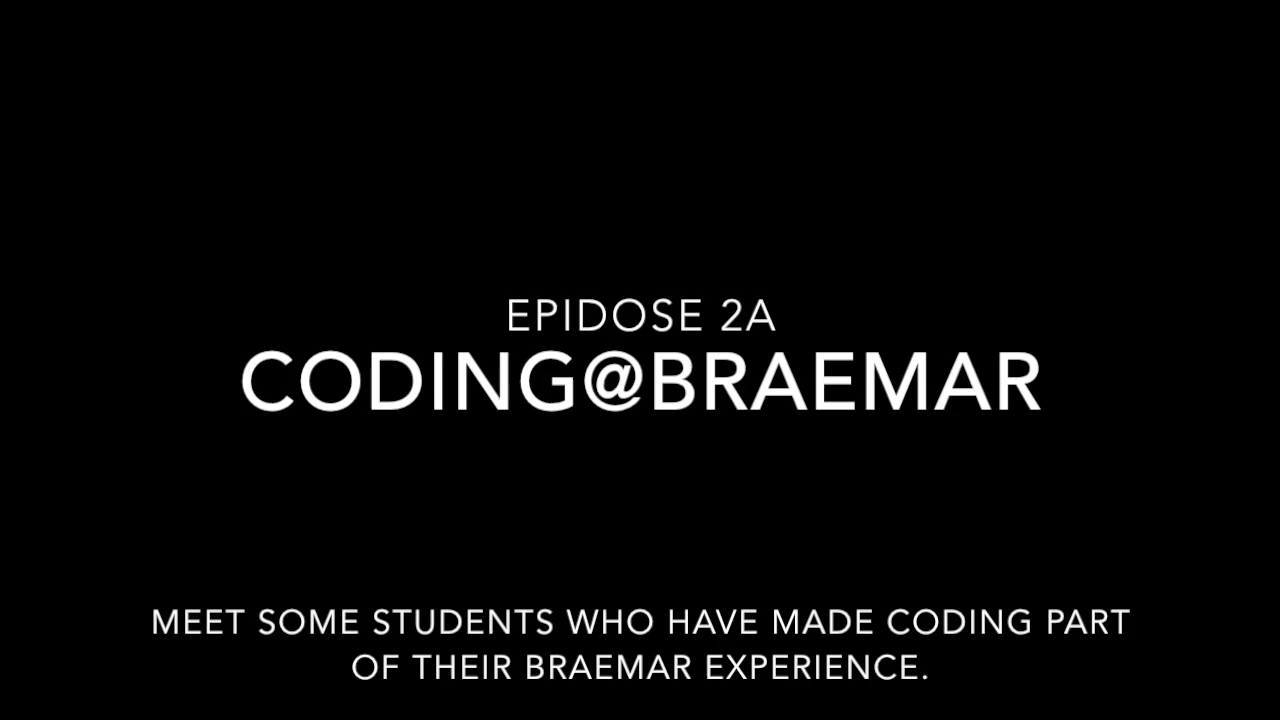 EPIDOSE 2A
CODING@BRAEMAR
MEET SOME STUDENTS WHO HAVE MADE CODING PART
OF THEIR BRAEMAR EXPERIENCE.